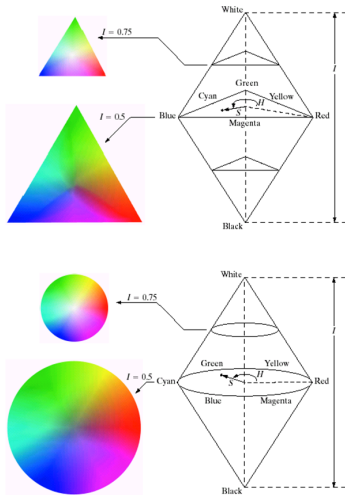 White
I = 0.75
I
Green
Cyan Yellow
H
I = 0.5
S
Blue Red
Magenta
Black
White
I = 0.75
I
Green Yellow
H
I = 0.5
Cyan S Red
Blue Magenta
Black